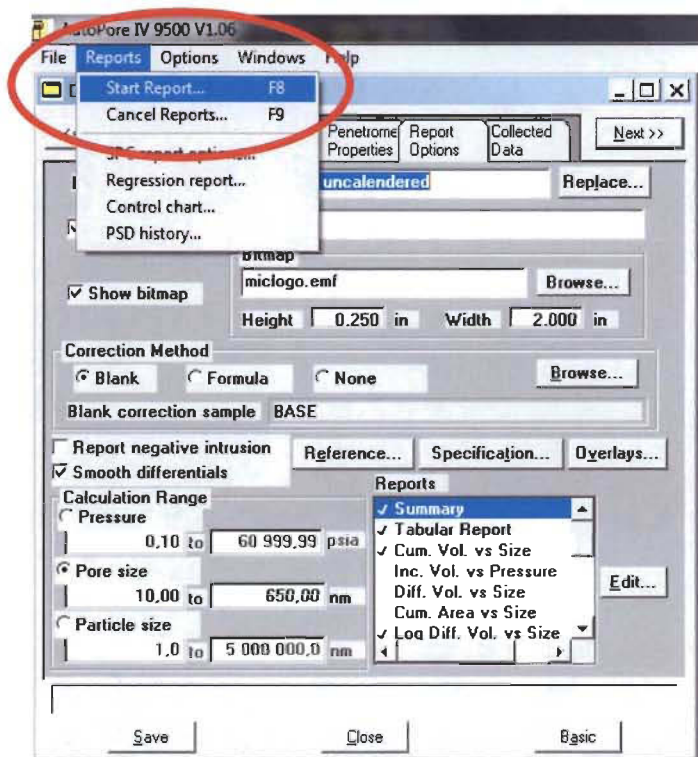 AutoPore IV 9500 V1.06
File Reports Options Windows Help
Start Report... F8
Cancel Reports... F9
SPC report options...
Regression report...
Control chart...
PSD history...
Penetrome Properties
Report Options
Collected Data
Next >>
uncalendered
Replace...
Bitmap
Show bitmap
miclogo.emf
Browse...
Height 0.250 in Width 2.000 in
Correction Method
Blank Formula None
Browse...
Blank correction sample BASE
Report negative intrusion
Smooth differentials
Reference... Specification... Overlays...
Calculation Range
Pressure
0,10 to 60 999,99 psia
Pore size
10,00 to 650,00 nm
Particle size
1,0 to 5 000 000,0 nm
Reports
Summary
Tabular Report
Cum. Vol. vs Size
Inc. Vol. vs Pressure
Diff. Vol. vs Size
Cum. Area vs Size
Log Diff. Vol. vs Size
Edit...
Save Close Basic